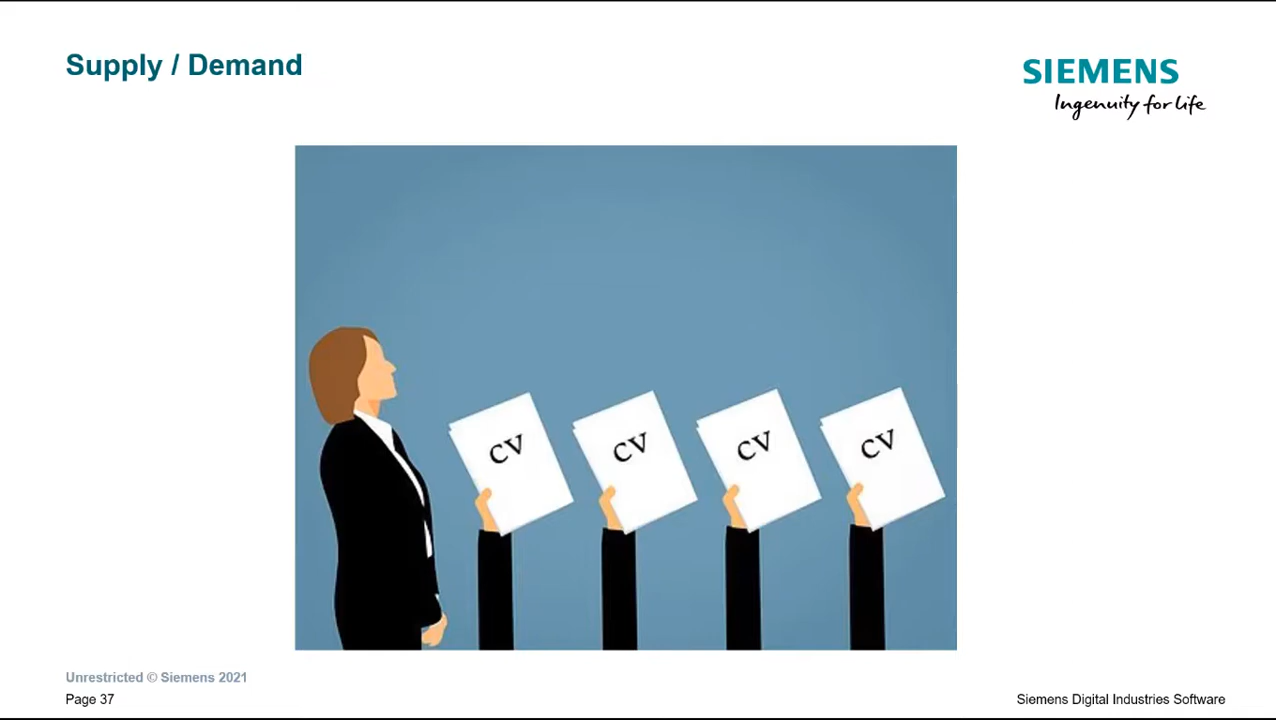 Supply / Demand
SIEMENS
Ingenuity for life
CV
CV
CV
CV
Unrestricted © Siemens 2021
Page 37
Siemens Digital Industries Software